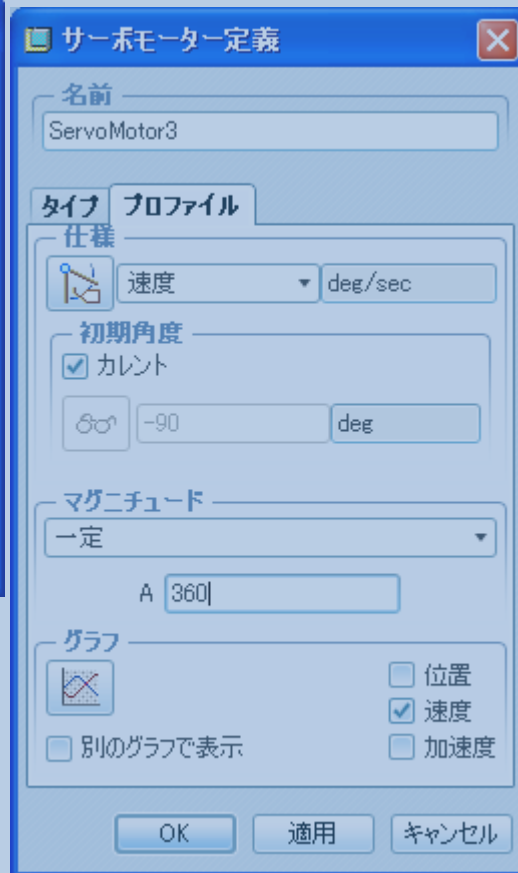 サーボモーター定義
名前
ServoMotor3
タイプ プロファイル
仕様
速度 deg/sec
初期角度
カレント
-90 deg
マグニチュード
一定
A 360
グラフ
位置
速度
別のグラフで表示 加速度
OK 適用 キャンセル